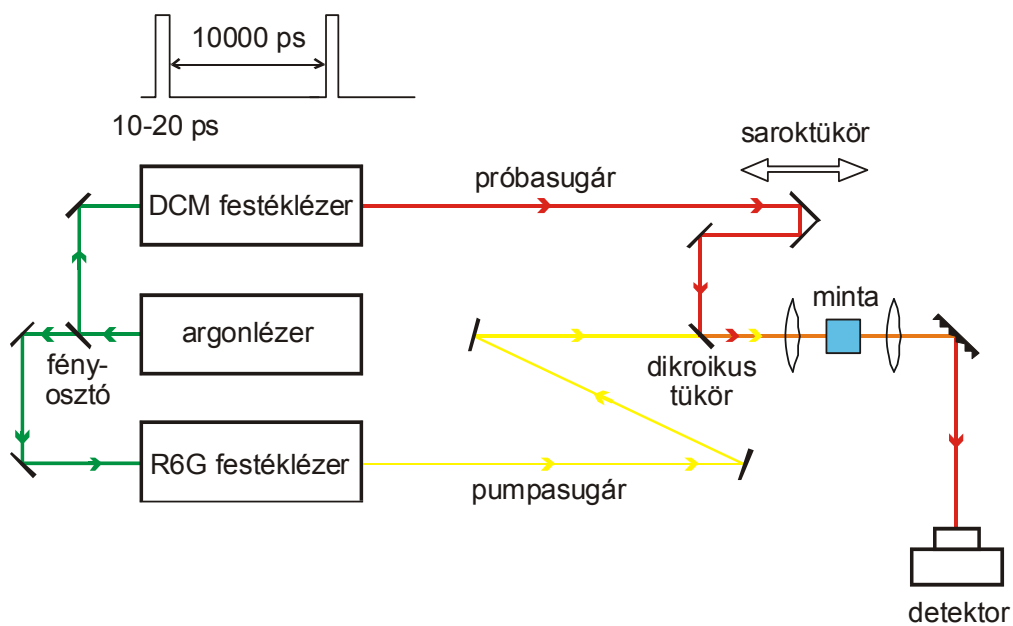 10000 ps
10-20 ps
saroktükör
DCM festéklézer
próbasugár
argonlézer
minta
fény-
osztó
dikroikus
tükör
R6G festéklézer
pumpasugár
detektor